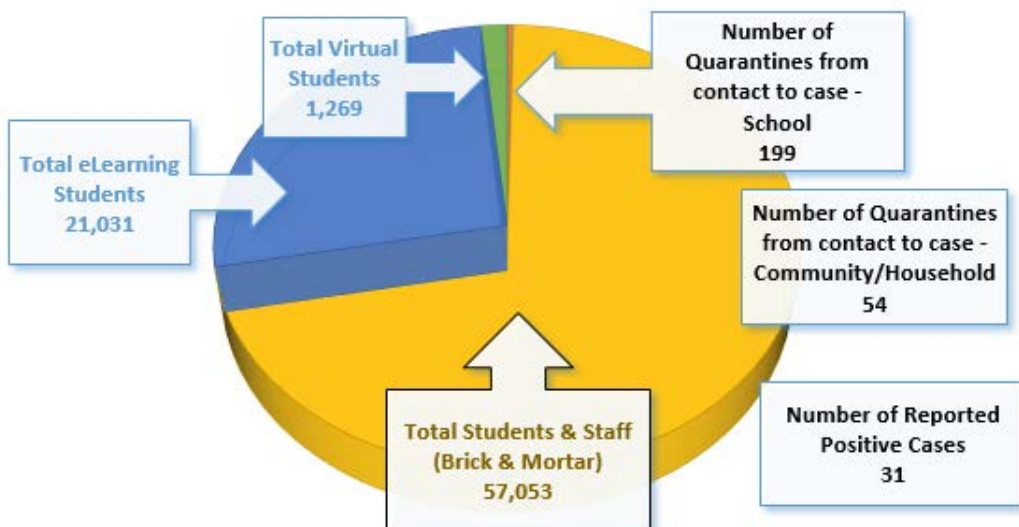 Total Virtual
Students
1,269
Number of
Quarantines from
contact to case -
School
199
Total eLearning
Students
21,031
Number of Quarantines
from contact to case -
Community/Household
54
Total Students & Staff
(Brick & Mortar)
57,053
Number of Reported
Positive Cases
31